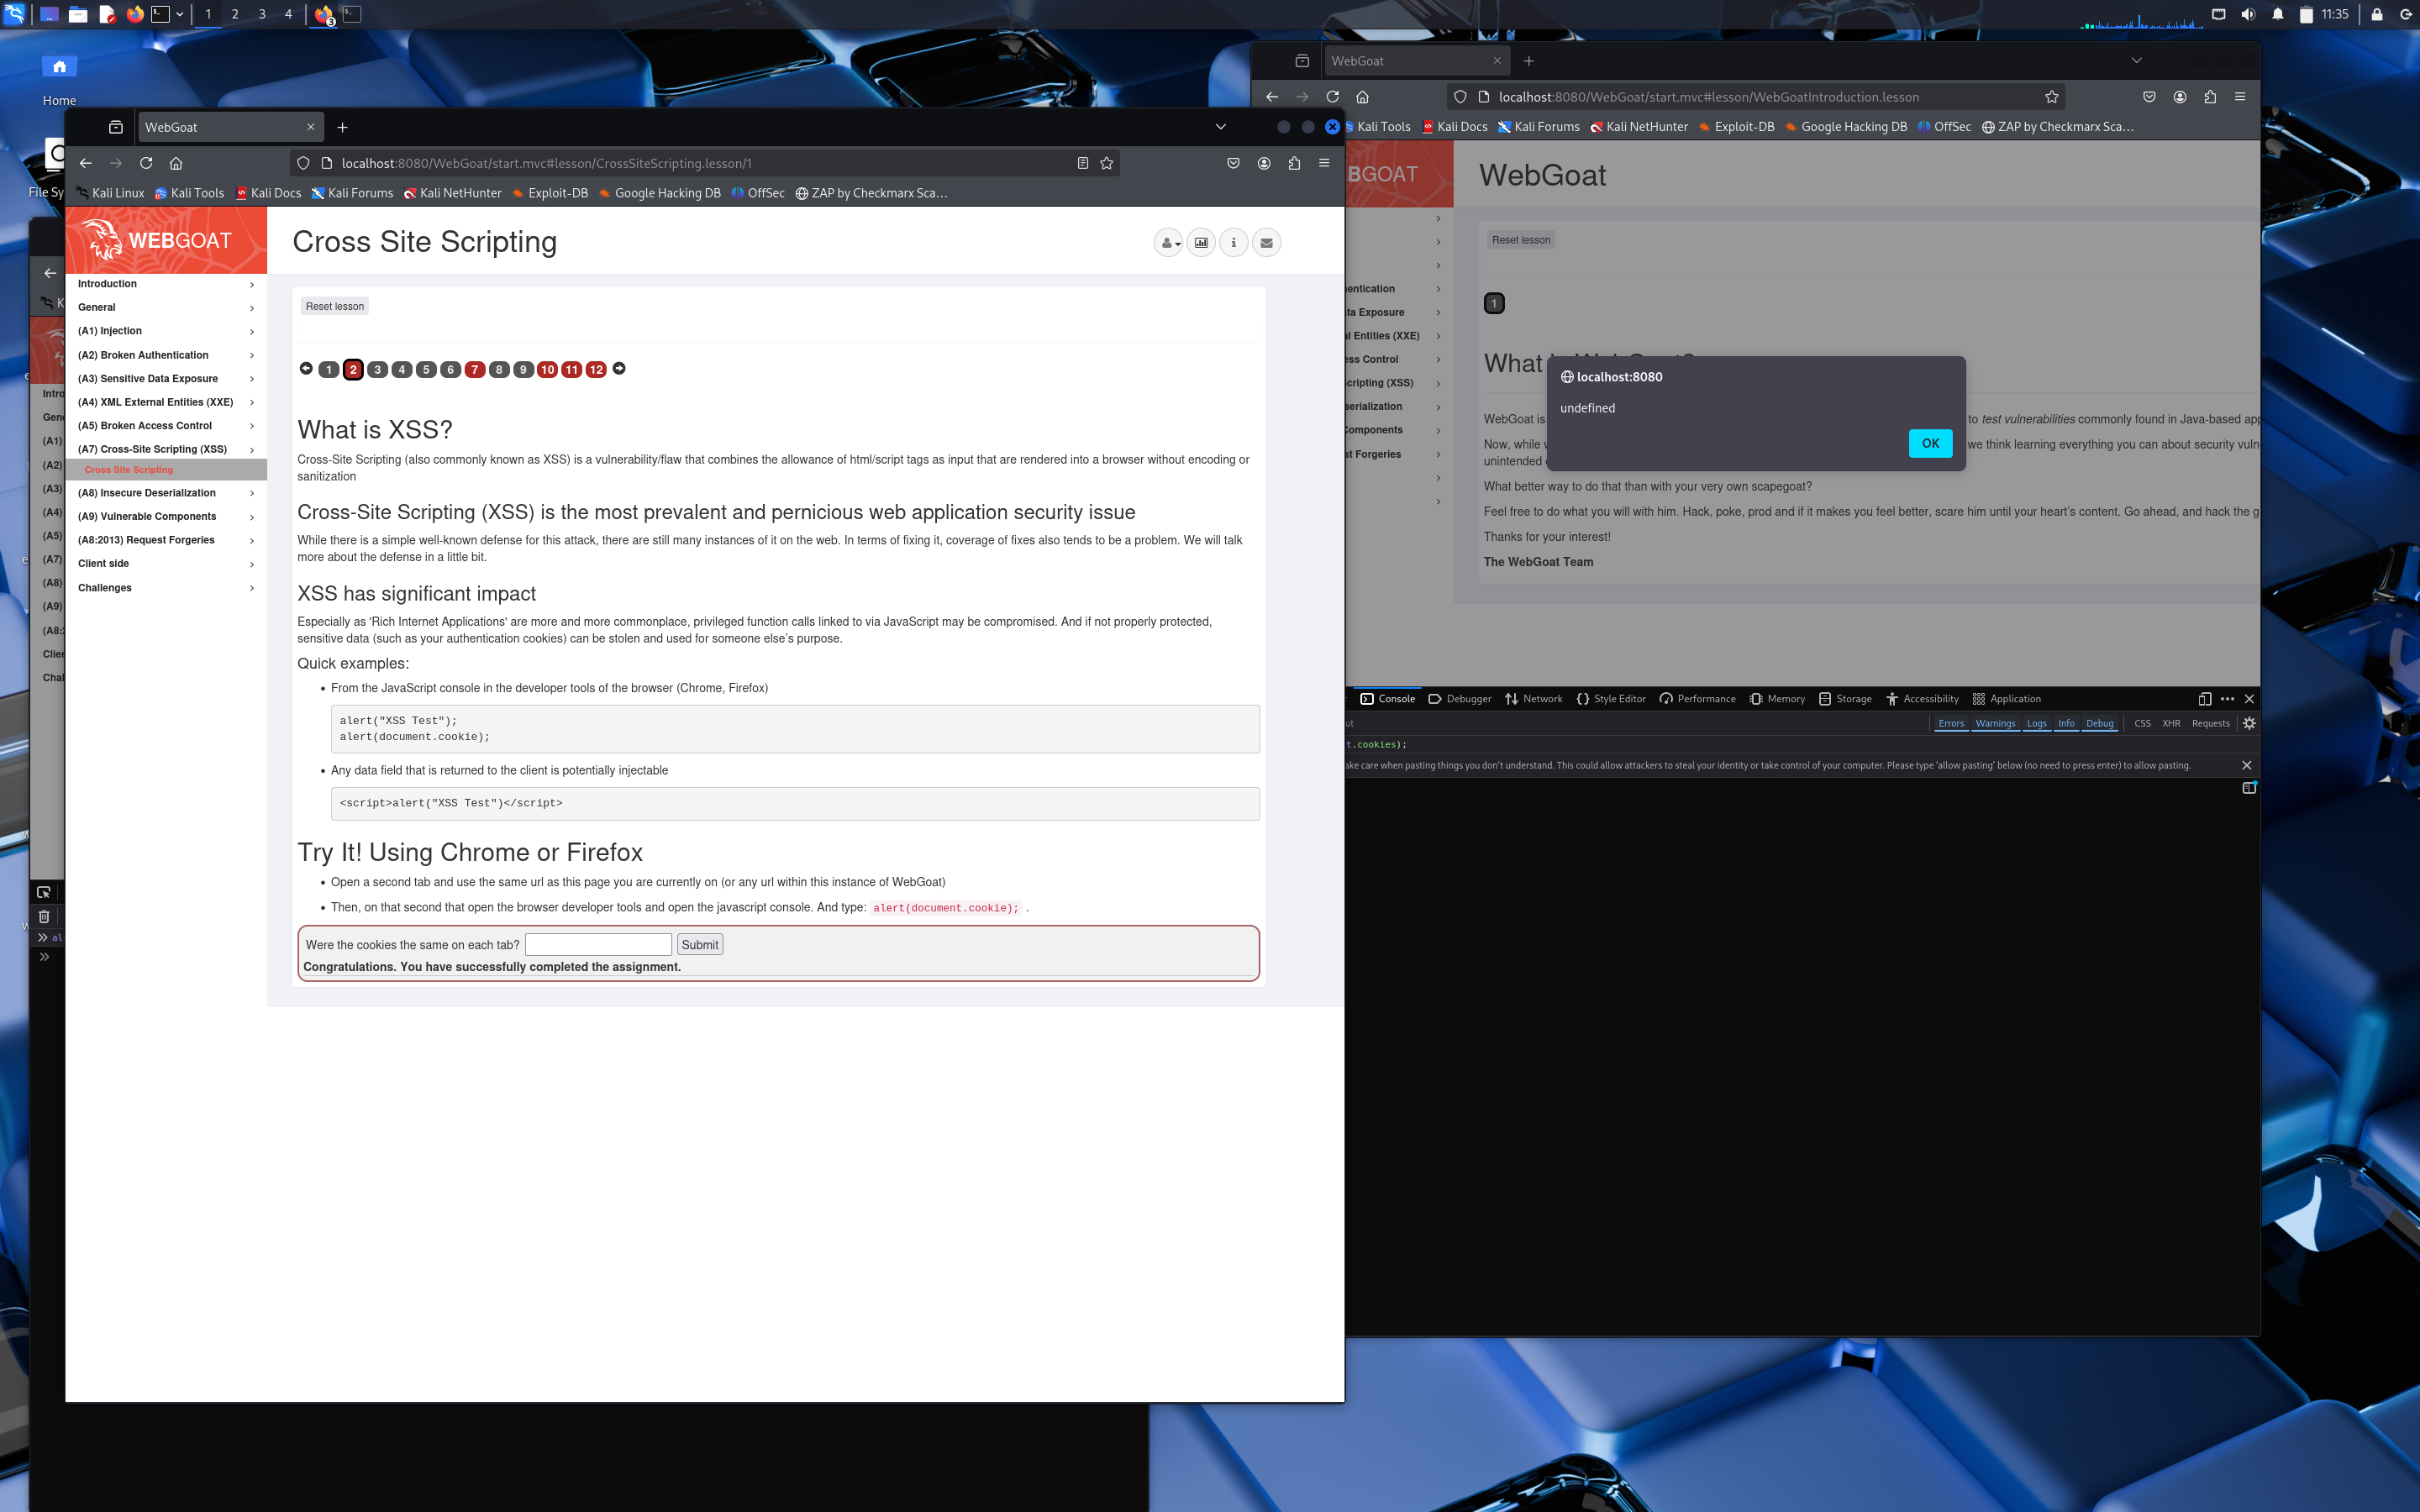 1 2 3 4 3 11:35
Home
File Sy
WebGoat
localhost:8080/WebGoat/start.mvc#lesson/WebGoatIntroduction.lesson
Kali Tools Kali Docs Kali Forums Kali NetHunter Exploit-DB Google Hacking DB OffSec ZAP by Checkmarx Sca…
BGOAT
WebGoat
Reset lesson
1
entication
ta Exposure
l Entities (XXE)
ess Control
cripting (XSS)
serialization
Components
st Forgeries
localhost:8080
undefined
OK
WebGoat is
to test vulnerabilities commonly found in Java-based app
Now, while
we think learning everything you can about security vuln
unintended
What better way to do that than with your very own scapegoat?
Feel free to do what you will with him. Hack, poke, prod and if it makes you feel better, scare him until your heart's content. Go ahead, and hack the g
Thanks for your interest!
The WebGoat Team
Console Debugger Network Style Editor Performance Memory Storage Accessibility Application
ut Errors Warnings Logs Info Debug CSS XHR Requests
t.cookies);
ake care when pasting things you don't understand. This could allow attackers to steal your identity or take control of your computer. Please type 'allow pasting' below (no need to press enter) to allow pasting.
WebGoat
localhost:8080/WebGoat/start.mvc#lesson/CrossSiteScripting.lesson/1
Kali Linux Kali Tools Kali Docs Kali Forums Kali NetHunter Exploit-DB Google Hacking DB OffSec ZAP by Checkmarx Sca…
WEBGOAT
Cross Site Scripting
Introduction
General
(A1) Injection
(A2) Broken Authentication
(A3) Sensitive Data Exposure
(A4) XML External Entities (XXE)
(A5) Broken Access Control
(A7) Cross-Site Scripting (XSS)
Cross Site Scripting
(A8) Insecure Deserialization
(A9) Vulnerable Components
(A8:2013) Request Forgeries
Client side
Challenges
Reset lesson
1 2 3 4 5 6 7 8 9 10 11 12
What is XSS?
Cross-Site Scripting (also commonly known as XSS) is a vulnerability/flaw that combines the allowance of html/script tags as input that are rendered into a browser without encoding or
sanitization
Cross-Site Scripting (XSS) is the most prevalent and pernicious web application security issue
While there is a simple well-known defense for this attack, there are still many instances of it on the web. In terms of fixing it, coverage of fixes also tends to be a problem. We will talk
more about the defense in a little bit.
XSS has significant impact
Especially as 'Rich Internet Applications' are more and more commonplace, privileged function calls linked to via JavaScript may be compromised. And if not properly protected,
sensitive data (such as your authentication cookies) can be stolen and used for someone else's purpose.
Quick examples:
From the JavaScript console in the developer tools of the browser (Chrome, Firefox)
alert("XSS Test");
alert(document.cookie);
Any data field that is returned to the client is potentially injectable
<script>alert("XSS Test")</script>
Try It! Using Chrome or Firefox
Open a second tab and use the same url as this page you are currently on (or any url within this instance of WebGoat)
Then, on that second that open the browser developer tools and open the javascript console. And type: alert(document.cookie); .
Were the cookies the same on each tab? Submit
Congratulations. You have successfully completed the assignment.
K
Intro
Gene
(A1)
(A2)
(A3)
(A4)
(A5)
(A7)
(A8)
(A9)
(A8:2
Clien
Chal
al